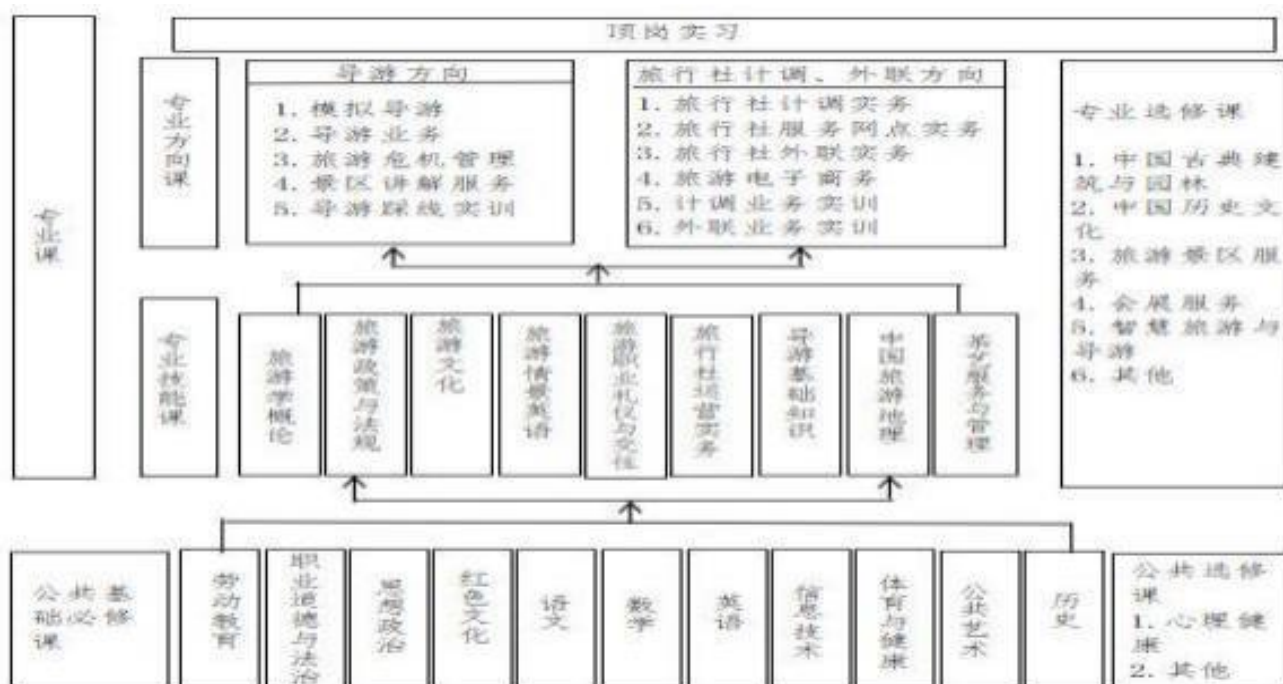 顶岗实习
专业课
专业方向课
导游方向
1. 模拟导游
2. 导游业务
3. 旅游危机管理
4. 景区讲解服务
5. 导游踩线实训
旅行社计调、外联方向
1. 旅行社计调实务
2. 旅行社服务网点实务
3. 旅行社外联实务
4. 旅游电子商务
5. 计调业务实训
6. 外联业务实训
专业选修课
1. 中国古典建
筑与园林
2. 中国历史文
化
3. 旅游景区服
务
4. 会展服务
5. 智慧旅游与
导游
6. 其他
专业技能课
旅游学概论
旅游政策与法规
旅游文化
旅游情景英语
旅游职业礼仪与交往
旅行社运营实务
导游基础知识
中国旅游地理
茶艺服务与管理
公共基
础必修
课
劳动教育
职业道德与法治
思想政治
红色文化
语文
数学
英语
信息技术
体育与健康
公共艺术
历史
公共选修
课
1. 心理健
康
2. 其他